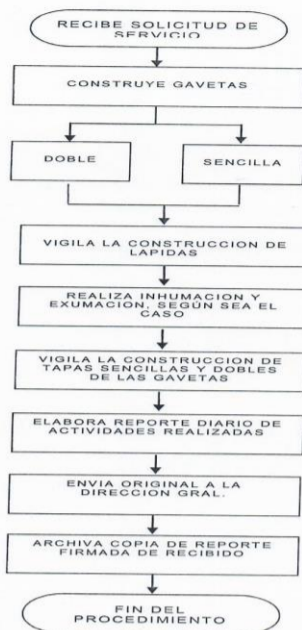 RECIBE SOLICITUD DE
SERVICIO
CONSTRUYE GAVETAS
DOBLE
SENCILLA
VIGILA LA CONSTRUCCION DE
LAPIDAS
REALIZA INHUMACION Y
EXUMACION, SEGÚN SEA EL
CASO
VIGILA LA CONSTRUCCION DE
TAPAS SENCILLAS Y DOBLES
DE LAS GAVETAS
ELABORA REPORTE DIARIO DE
ACTIVIDADES REALIZADAS
ENVIA ORIGINAL A LA
DIRECCION GRAL.
ARCHIVA COPIA DE REPORTE
FIRMADA DE RECIBIDO
FIN DEL
PROCEDIMIENTO